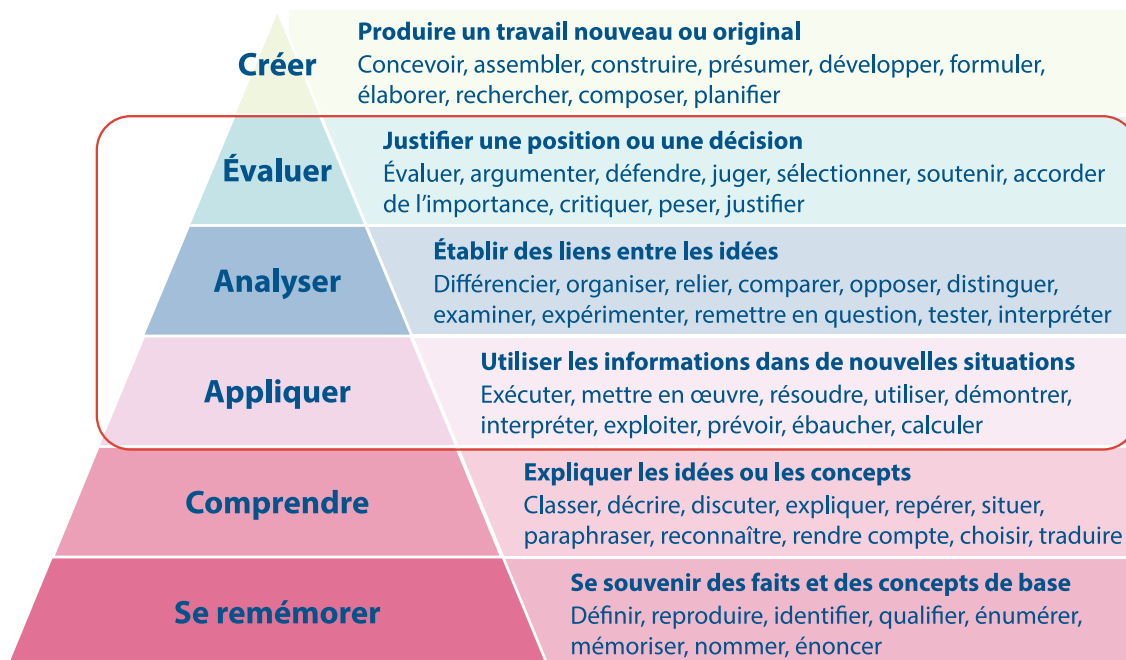 Créer
Produire un travail nouveau ou original
Concevoir, assembler, construire, présumer, développer, formuler,
élaborer, rechercher, composer, planifier
Évaluer
Justifier une position ou une décision
Évaluer, argumenter, défendre, juger, sélectionner, soutenir, accorder
de l’importance, critiquer, peser, justifier
Analyser
Établir des liens entre les idées
Différencier, organiser, relier, comparer, opposer, distinguer,
examiner, expérimenter, remettre en question, tester, interpréter
Appliquer
Utiliser les informations dans de nouvelles situations
Exécuter, mettre en œuvre, résoudre, utiliser, démontrer,
interpréter, exploiter, prévoir, ébaucher, calculer
Comprendre
Expliquer les idées ou les concepts
Classer, décrire, discuter, expliquer, repérer, situer,
paraphraser, reconnaître, rendre compte, choisir, traduire
Se remémorer
Se souvenir des faits et des concepts de base
Définir, reproduire, identifier, qualifier, énumérer,
mémoriser, nommer, énoncer